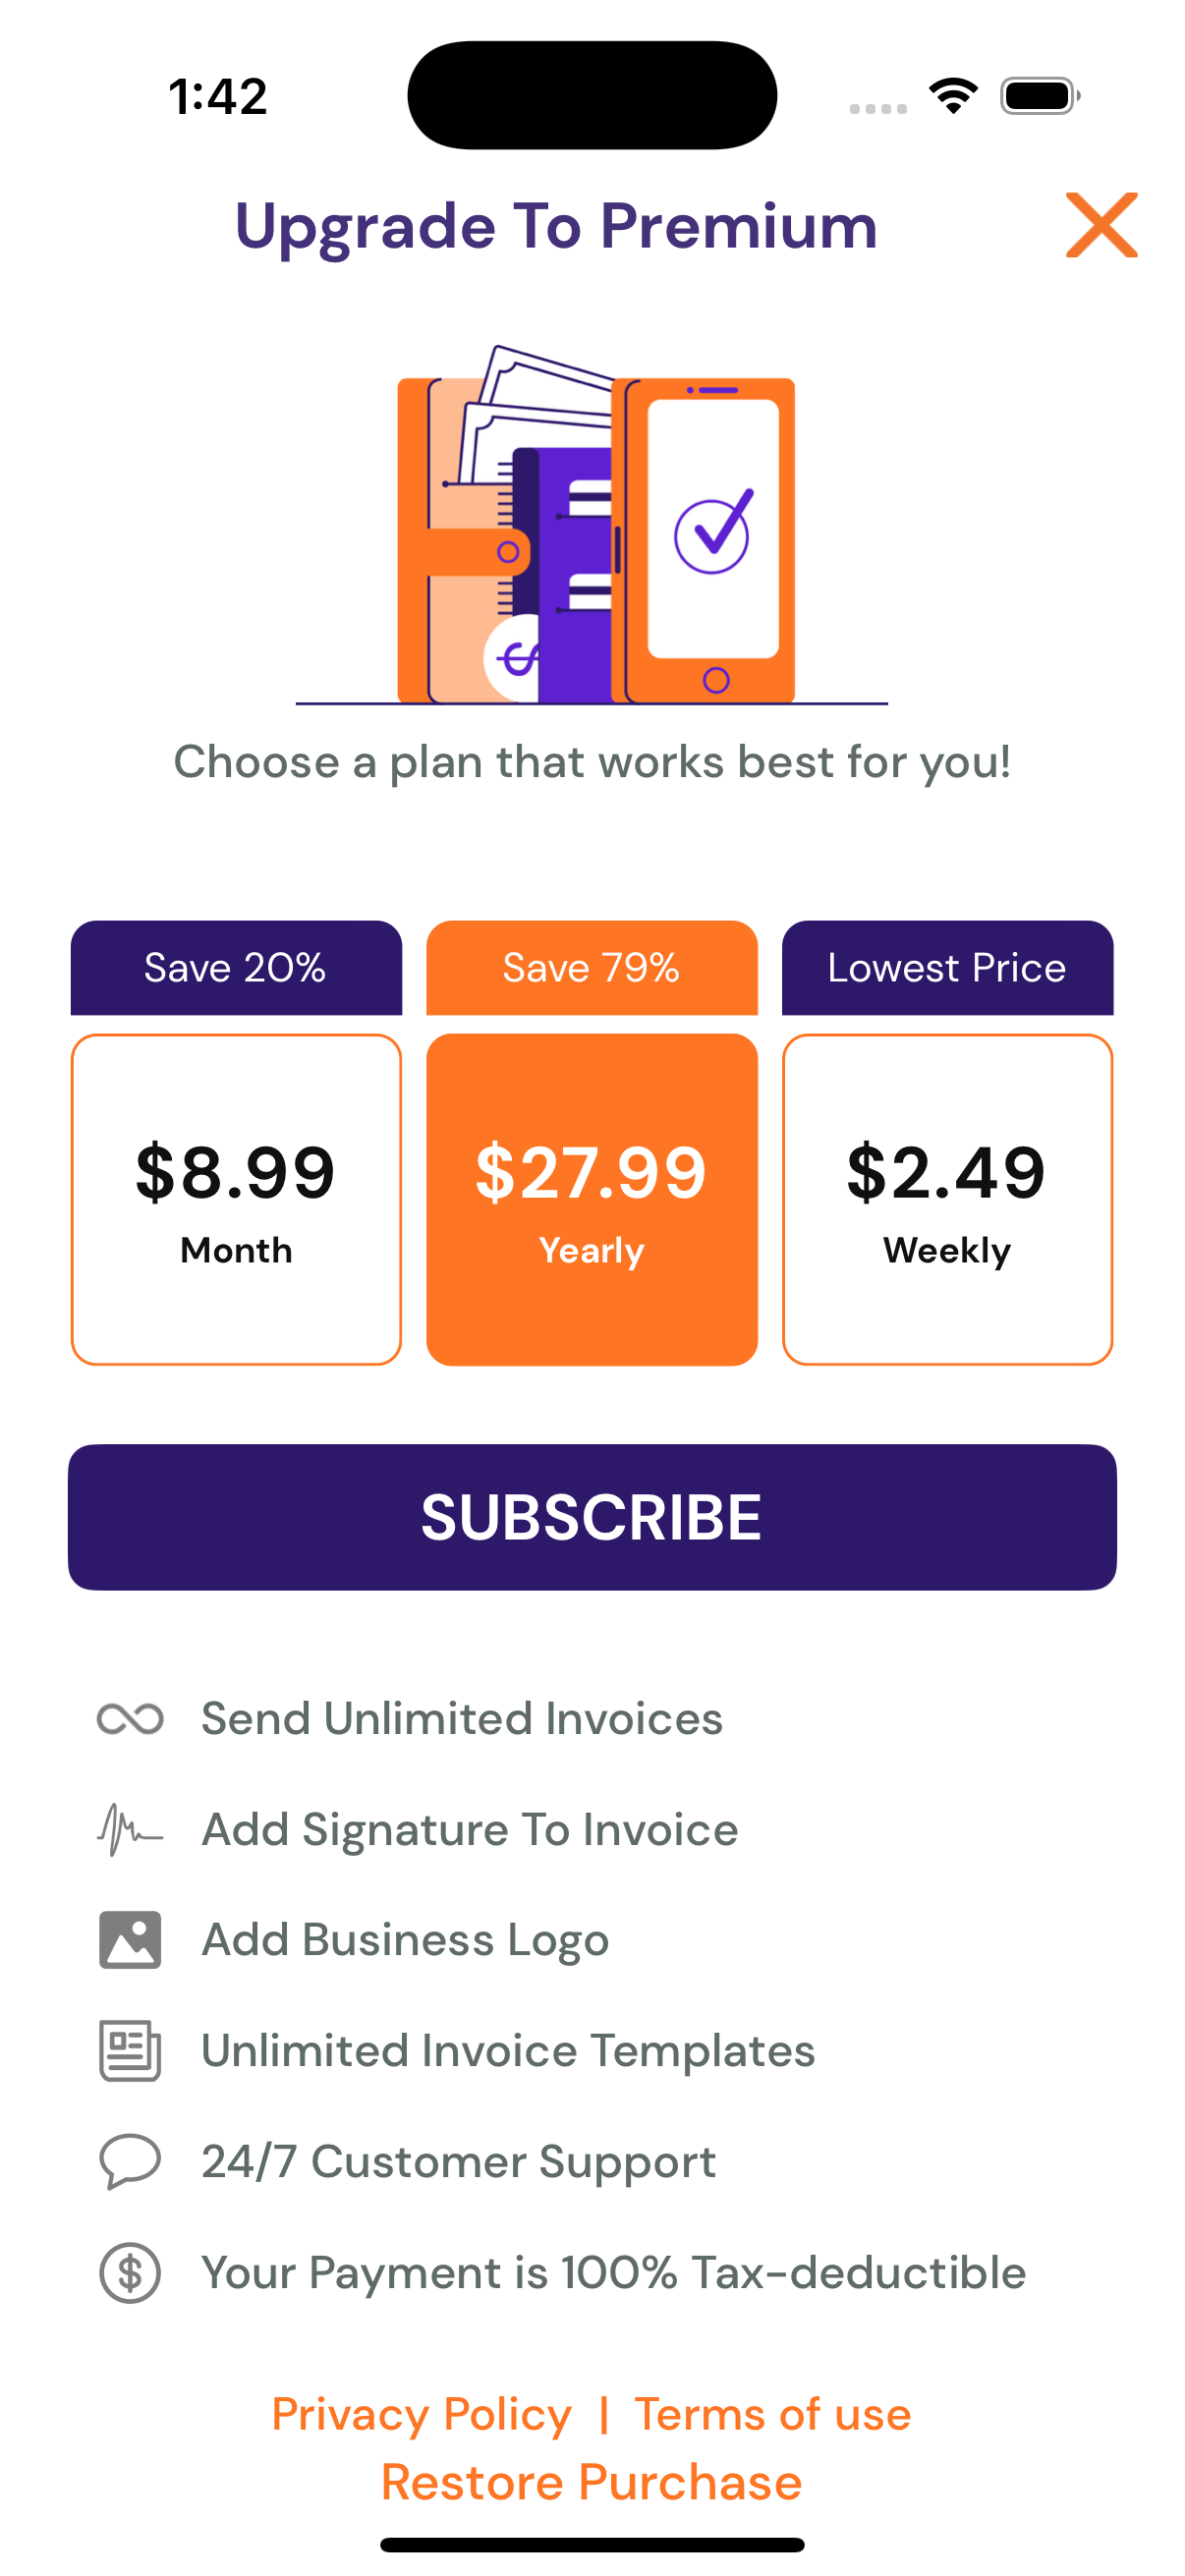 1:42
Upgrade To Premium
Choose a plan that works best for you!
Save 20%
Save 79%
Lowest Price
$8.99
Month
$27.99
Yearly
$2.49
Weekly
SUBSCRIBE
Send Unlimited Invoices
Add Signature To Invoice
Add Business Logo
Unlimited Invoice Templates
24/7 Customer Support
Your Payment is 100% Tax-deductible
Privacy Policy | Terms of use
Restore Purchase